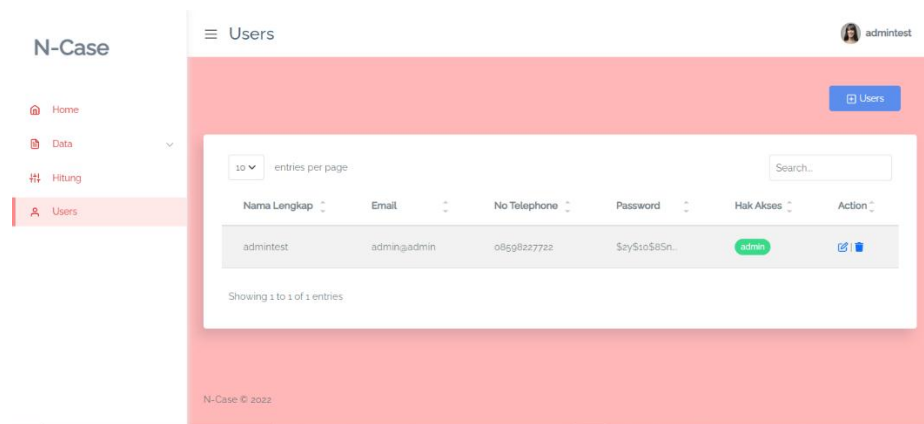 N-Case
Users
admintest
Home
Data
Hitung
Users
Users
10 entries per page
Search...
Nama Lengkap Email No Telephone Password Hak Akses Action
admintest admin@admin 08598227722 $2y$10$8Sn... admin |
Showing 1 to 1 of 1 entries
N-Case © 2022